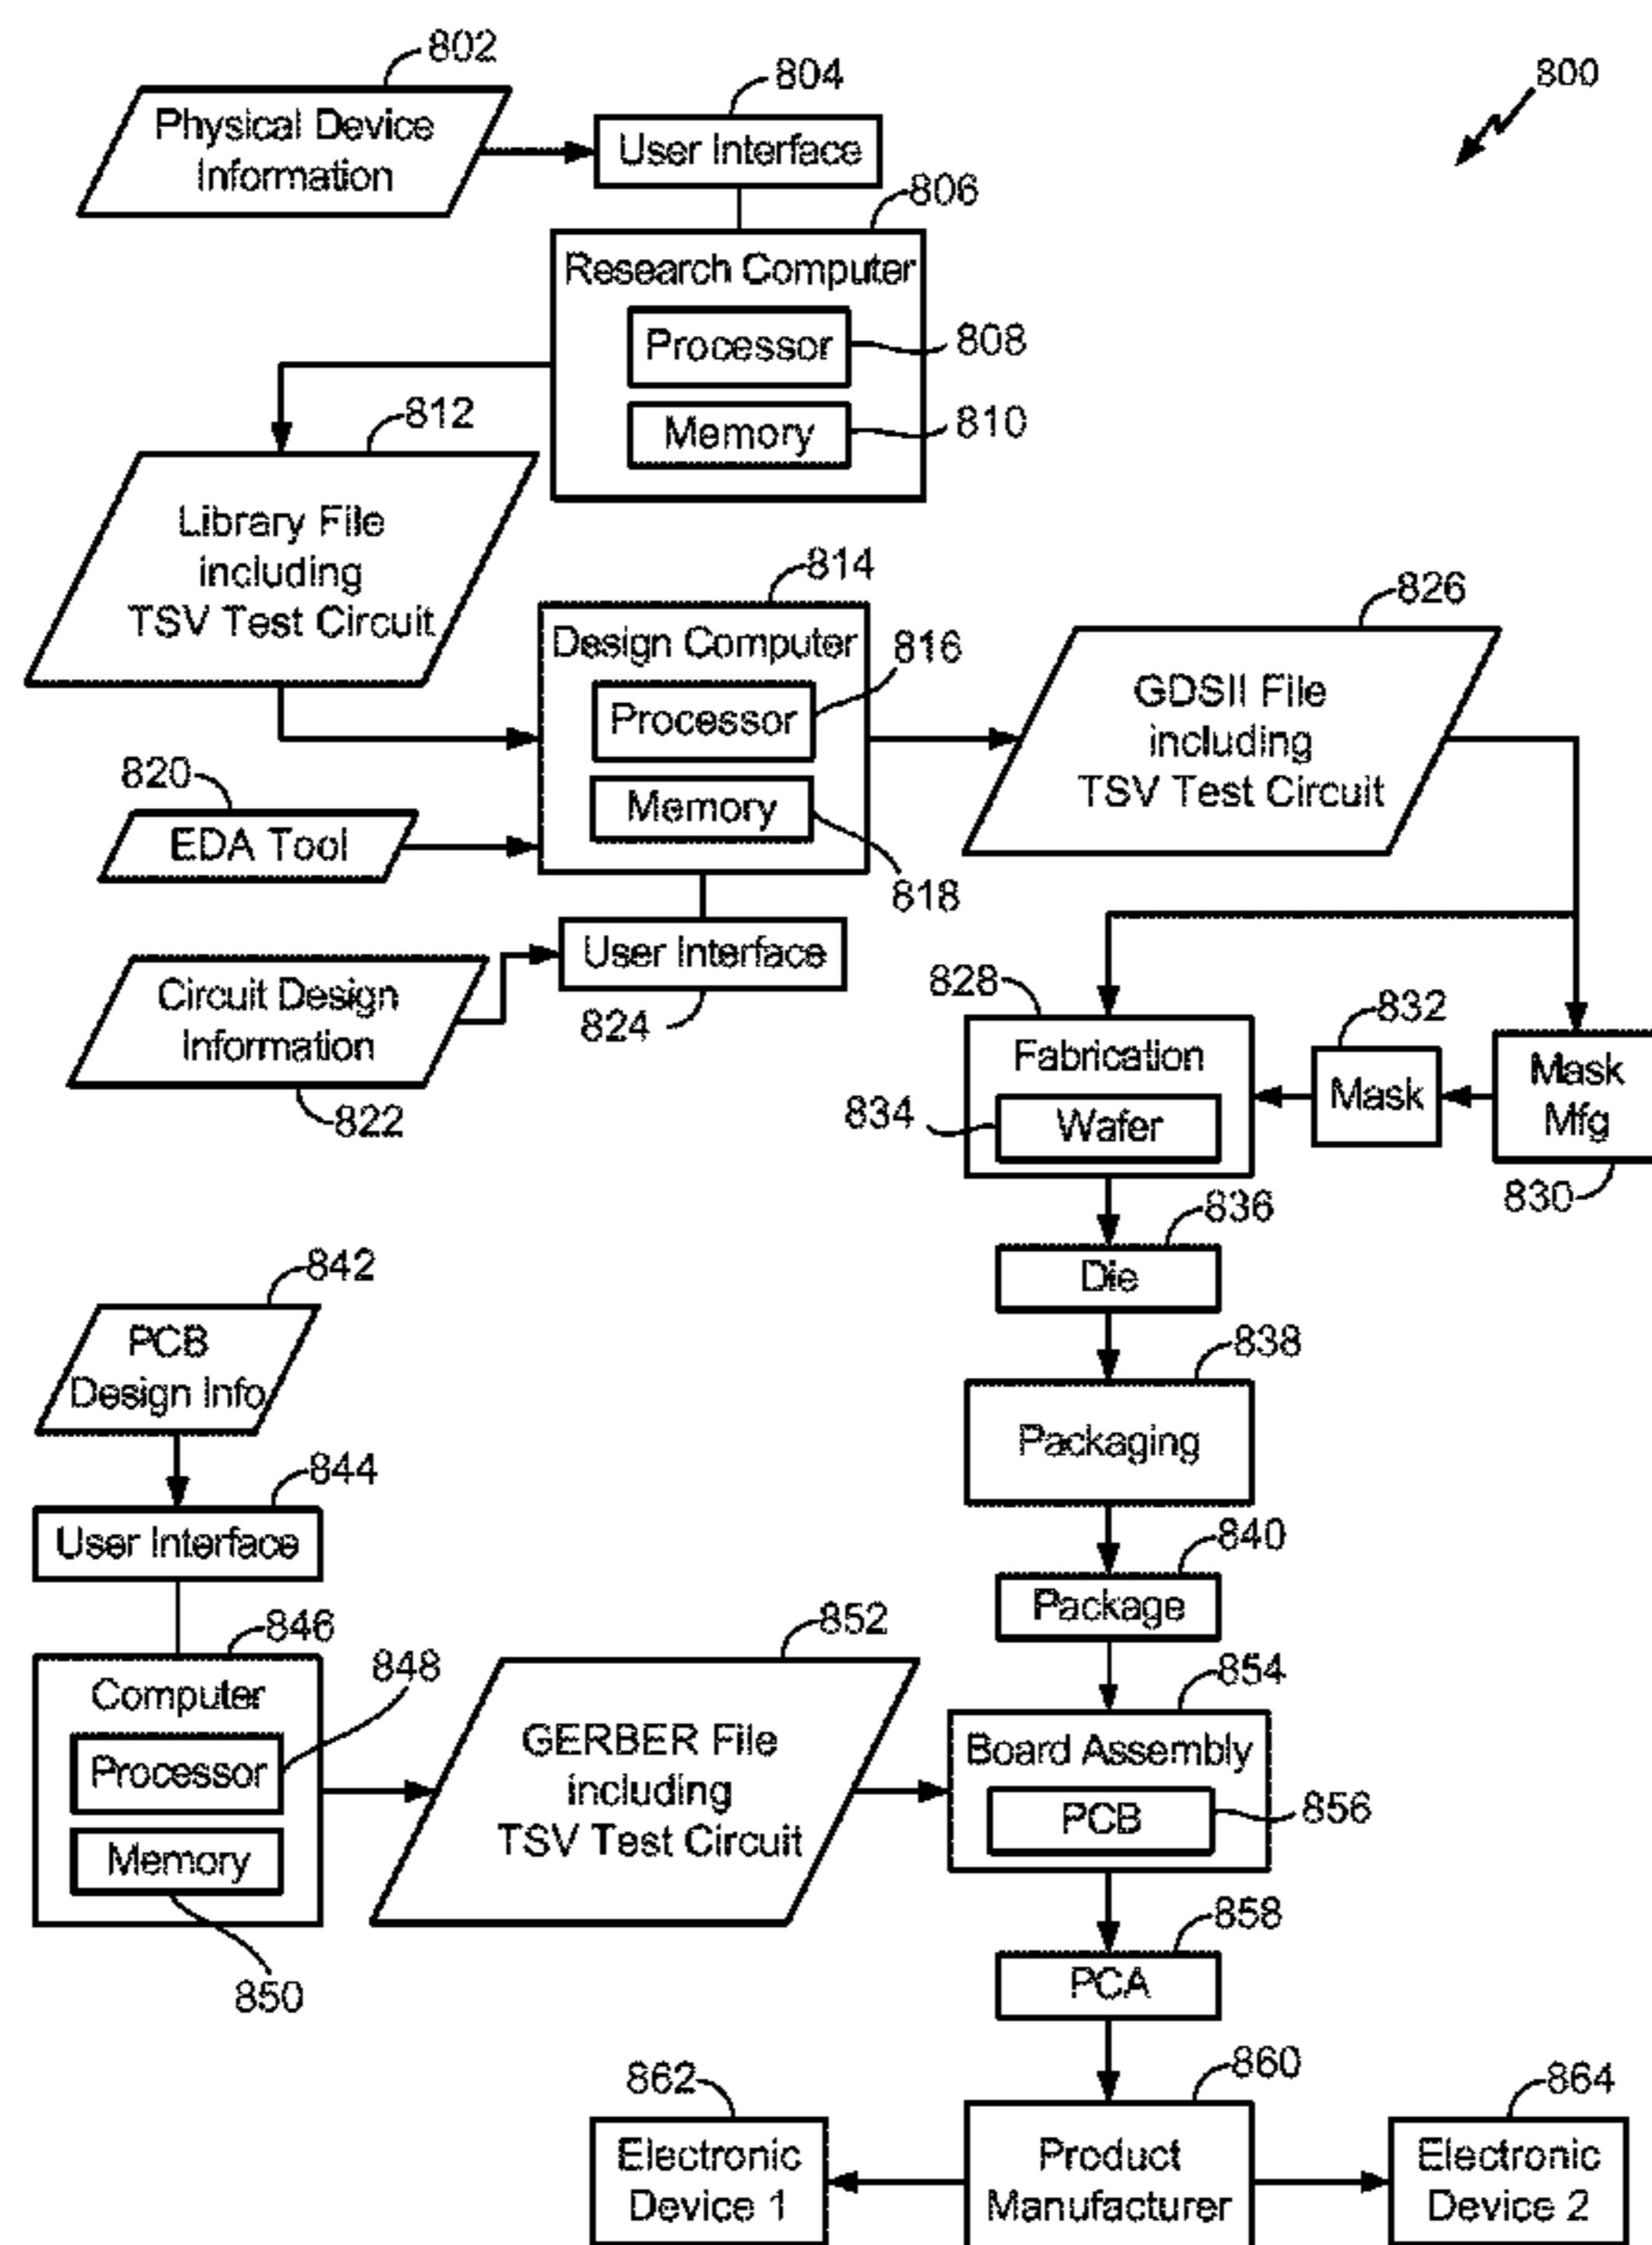 802
804
800
Physical Device
Information
User Interface
806
Research Computer
Processor
808
Memory
810
812
Library File
including
TSV Test Circuit
814
Design Computer
816
Processor
Memory
818
826
GDSII File
including
TSV Test Circuit
820
EDA Tool
User Interface
824
Circuit Design
Information
822
828
Fabrication
834
Wafer
832
Mask
Mask
Mfg
830
836
Die
838
Packaging
840
Package
842
PCB
Design Info
844
User Interface
846
848
Computer
Processor
Memory
850
852
GERBER File
including
TSV Test Circuit
854
Board Assembly
PCB
856
858
PCA
860
Product
Manufacturer
862
Electronic
Device 1
864
Electronic
Device 2